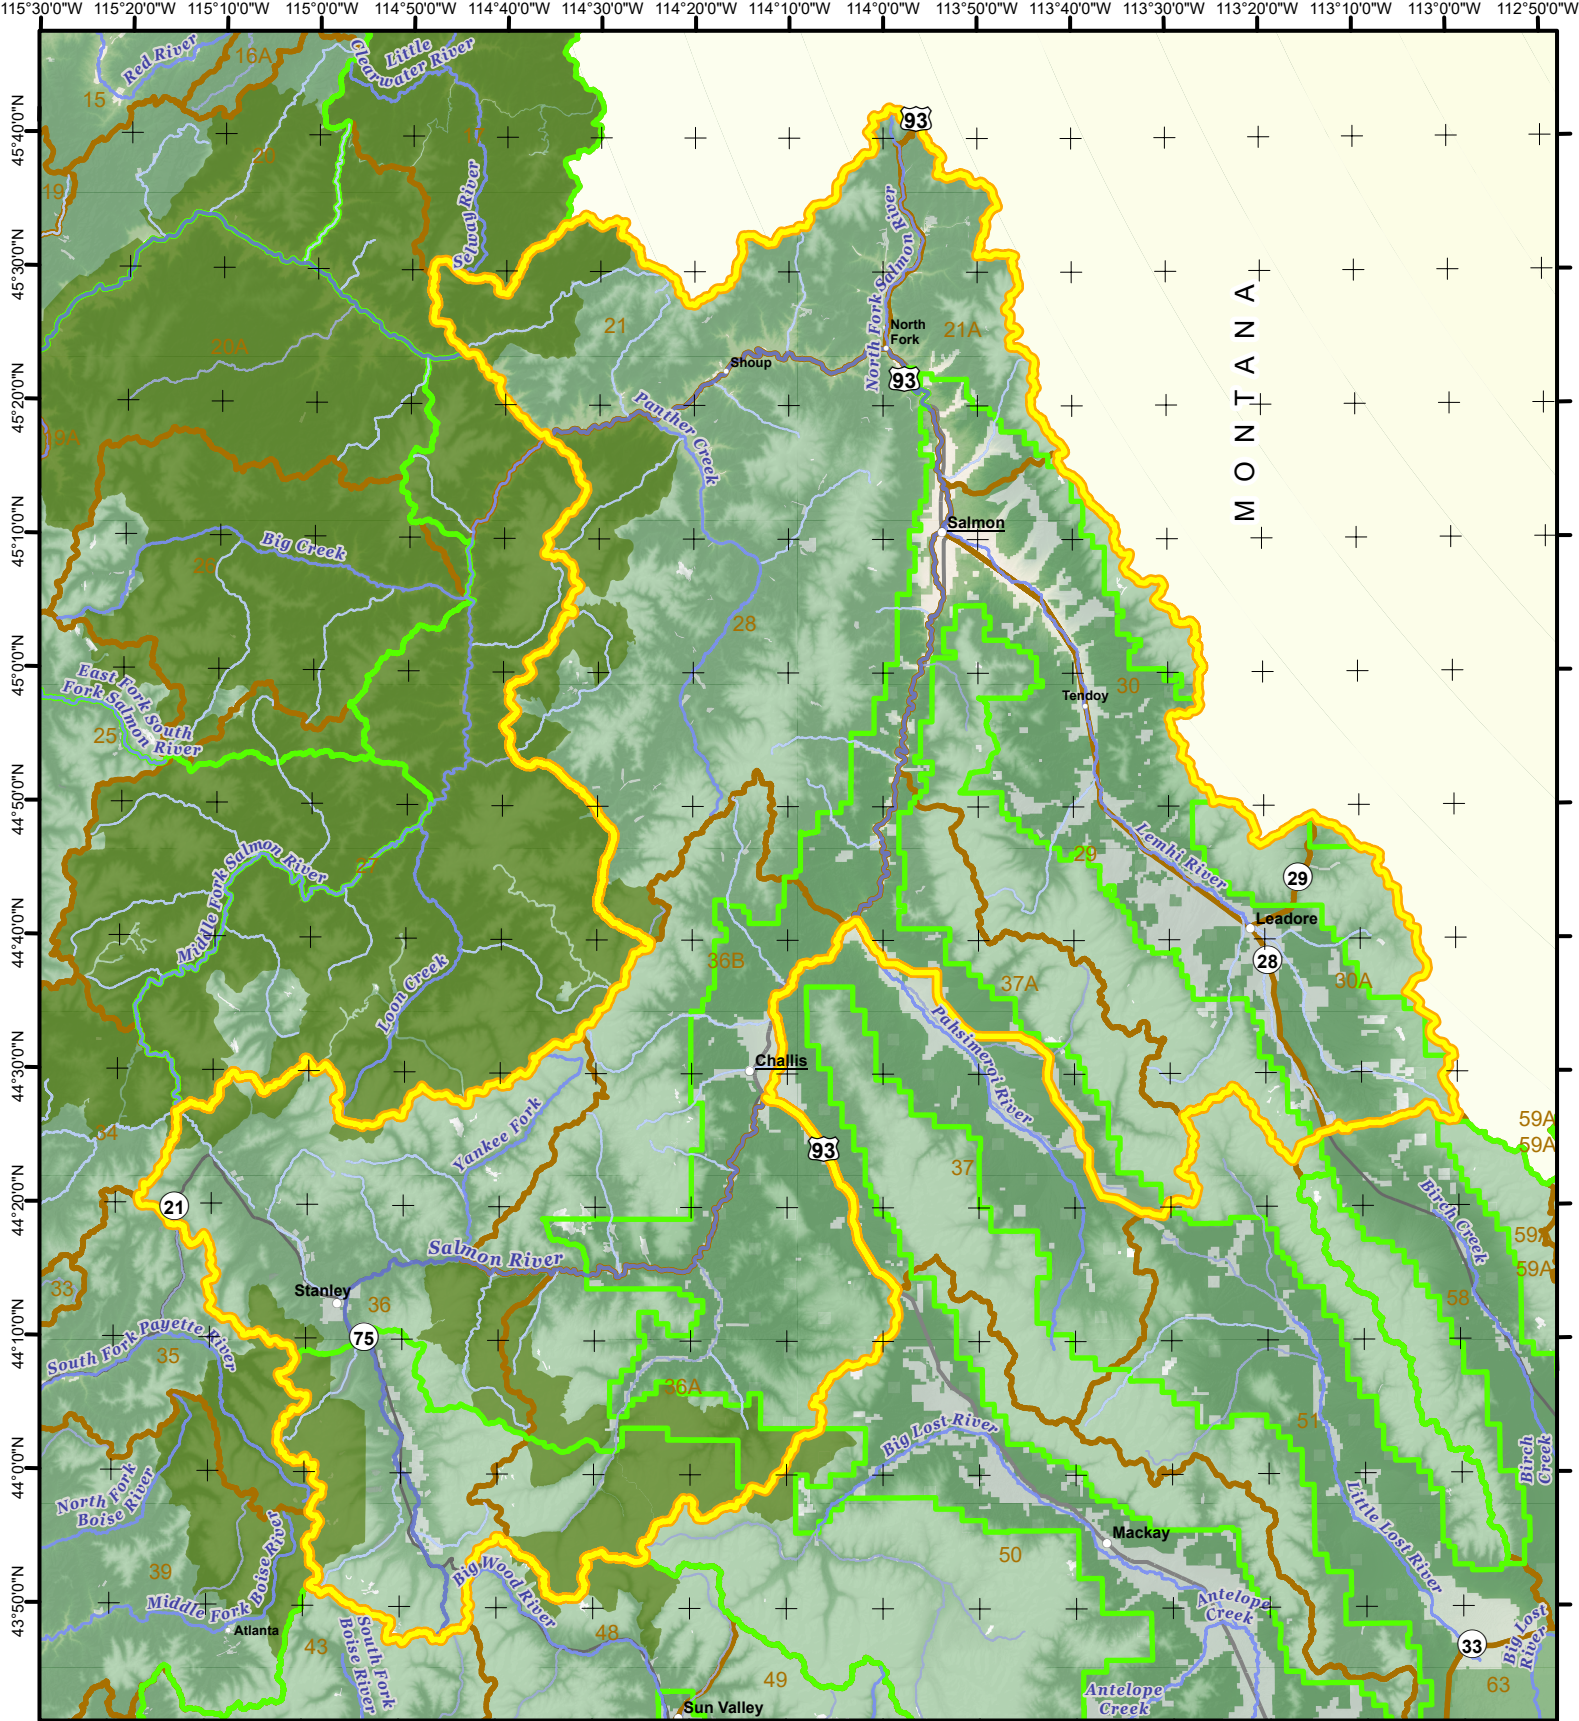 115°30'0"W 115°20'0"W 115°10'0"W 115°0'0"W 114°50'0"W 114°40'0"W 114°30'0"W 114°20'0"W 114°10'0"W 114°0'0"W 113°50'0"W 113°40'0"W 113°30'0"W 113°20'0"W 113°10'0"W 113°0'0"W 112°50'0"W
45°40'0"N
45°30'0"N
45°20'0"N
45°10'0"N
45°0'0"N
44°50'0"N
44°40'0"N
44°30'0"N
44°20'0"N
44°10'0"N
44°0'0"N
43°50'0"N
Red River
16A
Little
Clearwater River
15
93
17
20
19
Selway River
North Fork Salmon River
MONTANA
21
North
Fork
21A
20A
Shoup
93
Panther Creek
19A
Salmon
Big Creek
26
28
East Fork South
Fork Salmon River
30
Tendoy
25
Middle Fork Salmon River
27
29
Lemhi River
29
Leadore
28
36B
37A
30A
Loon Creek
Pahsimeroi River
Challis
Yankee Fork
34
59A
59A
93
37
21
Birch Creek
59A
59A
Salmon River
33
Stanley
36
58
75
South Fork Payette River
35
36A
51
Big Lost River
Birch
Creek
North Fork
Boise River
Little Lost River
Mackay
50
39
Big Wood River
Middle Fork Boise River
Antelope
Creek
Atlanta
43
South Fork
Boise River
48
33
Big Lost
River
49
63
Antelope
Creek
Sun Valley